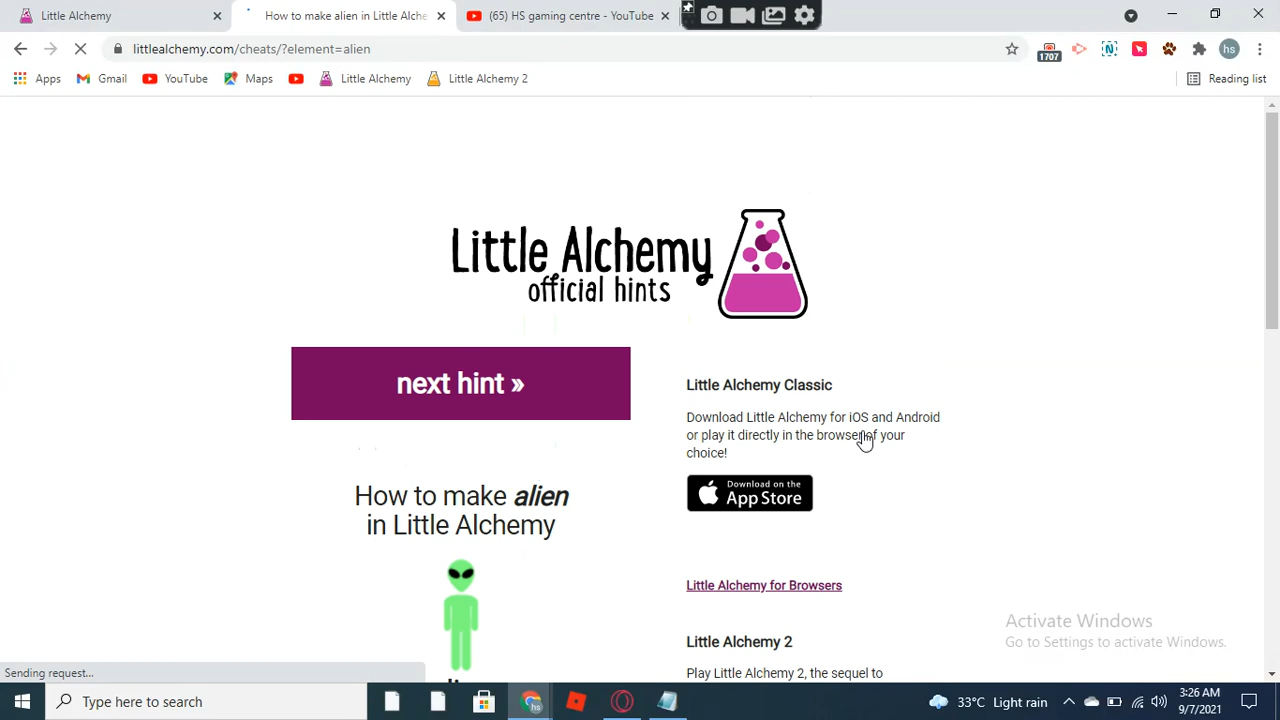 Little Alchemy
How to make alien in Little Alche
(65) HS gaming centre - YouTube
littlealchemy.com/cheats/?element=alien
1707
hs
Apps
Gmail
YouTube
Maps
Little Alchemy
Little Alchemy 2
Reading list
Little Alchemy
official hints
next hint »
Little Alchemy Classic
Download Little Alchemy for iOS and Android
or play it directly in the browser of your
choice!
Download on the
App Store
How to make alien
in Little Alchemy
Little Alchemy for Browsers
Activate Windows
Go to Settings to activate Windows.
Little Alchemy 2
Play Little Alchemy 2, the sequel to
Sending request...
Type here to search
hs
33°C Light rain
3:26 AM
9/7/2021